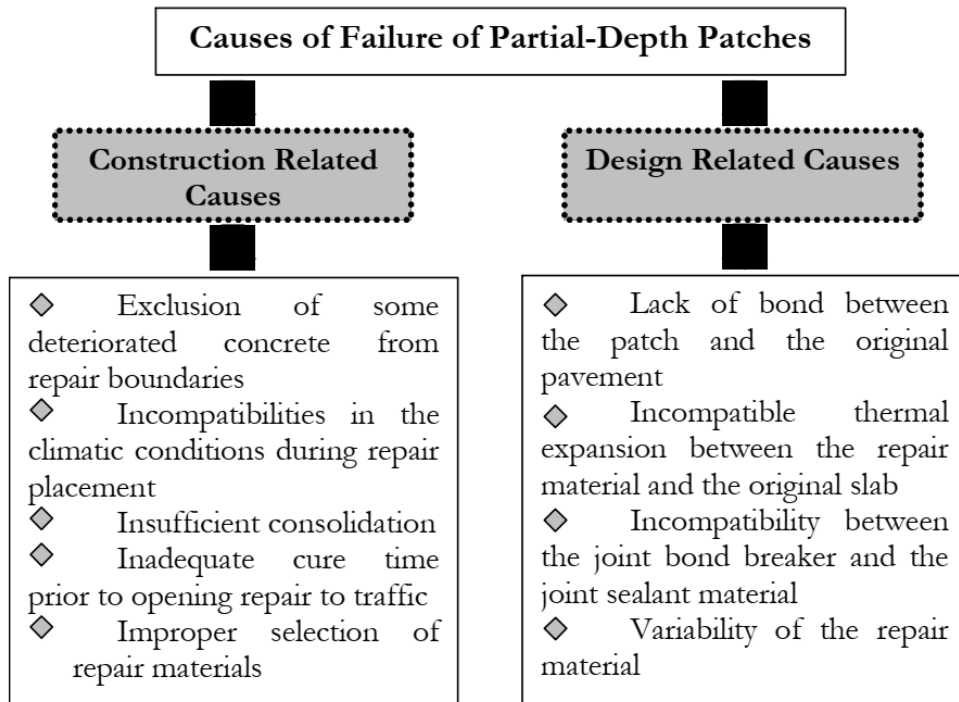 Causes of Failure of Partial-Depth Patches
Construction Related
Causes
Exclusion of some
deteriorated concrete from
repair boundaries
Incompatibilities in the
climatic conditions during repair
placement
Insufficient consolidation
Inadequate cure time
prior to opening repair to traffic
Improper selection of
repair materials
Design Related Causes
Lack of bond between
the patch and the original
pavement
Incompatible thermal
expansion between the repair
material and the original slab
Incompatibility between
the joint bond breaker and the
joint sealant material
Variability of the repair
material